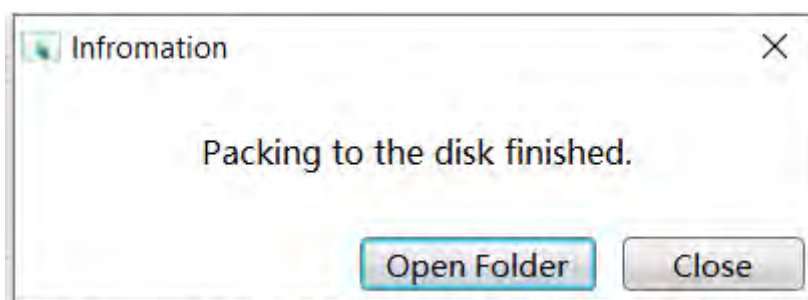 Infromation
Packing to the disk finished.
Open Folder Close